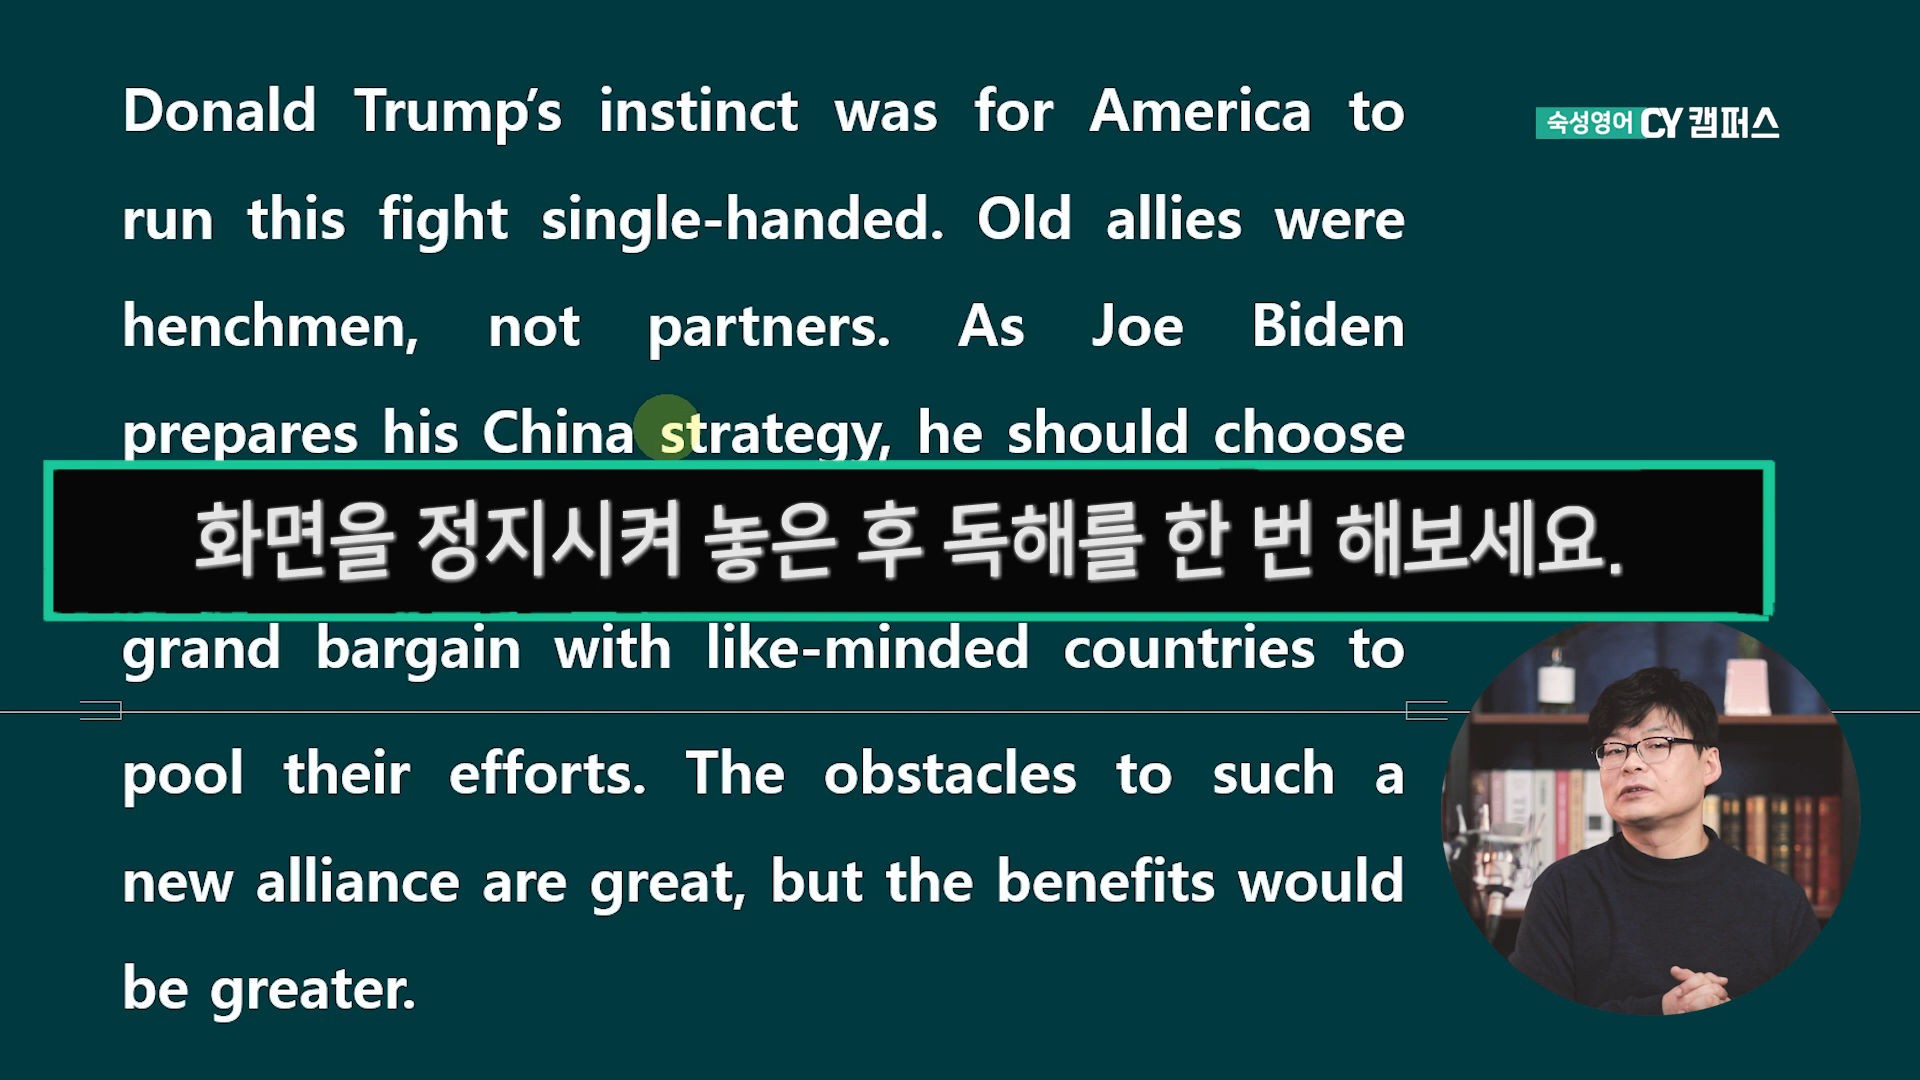 Donald Trump’s instinct was for America to
run this fight single-handed. Old allies were
henchmen, not partners. As Joe Biden
prepares his China strategy, he should choose
화면을 정지시켜 놓은 후 독해를 한 번 해보세요.
grand bargain with like-minded countries to
pool their efforts. The obstacles to such a
new alliance are great, but the benefits would
be greater.
숙성영어 CY 캠퍼스